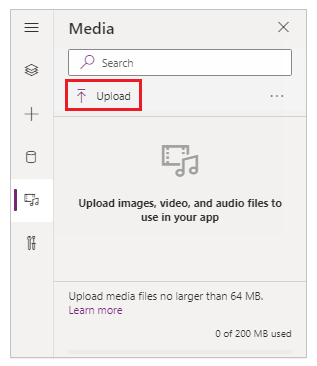 Media
Search
Upload
Upload images, video, and audio files to
use in your app
Upload media files no larger than 64 MB.
Learn more
0 of 200 MB used